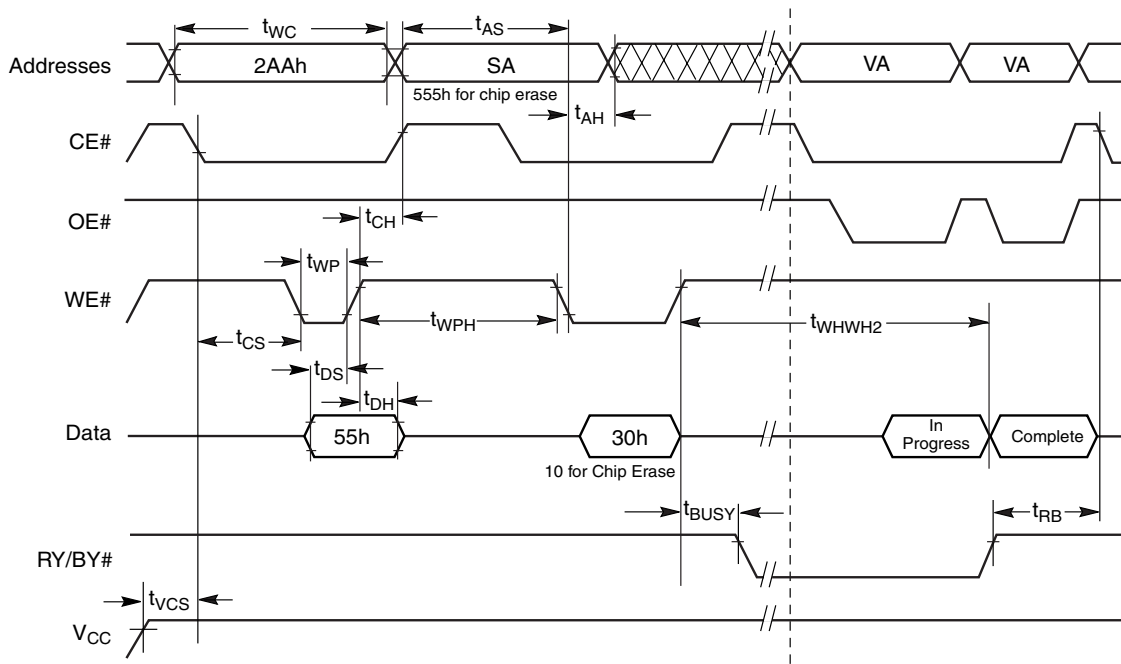 tWC
tAS
Addresses
2AAh
SA
VA
VA
555h for chip erase
tAH
CE#
OE#
tCH
tWP
WE#
tWPH
tWHWH2
tCS
tDS
tDH
Data
55h
30h
In
Progress
Complete
10 for Chip Erase
tBUSY
tRB
RY/BY#
tVCS
VCC